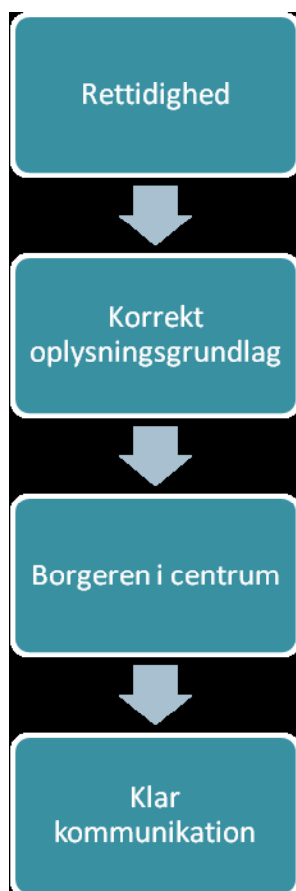 Rettidighed
Korrekt
oplysningsgrundlag
Borgeren i centrum
Klar
kommunikation